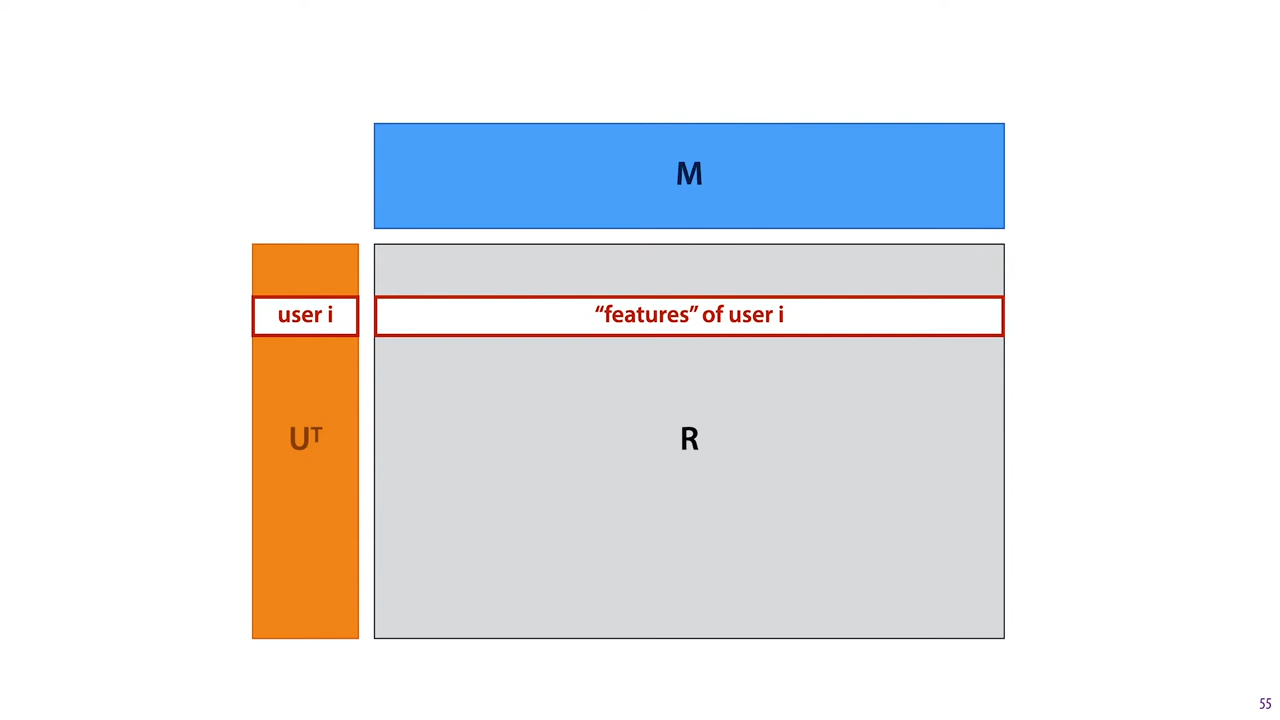 M
user i
“features” of user i
Uᵀ
R
55